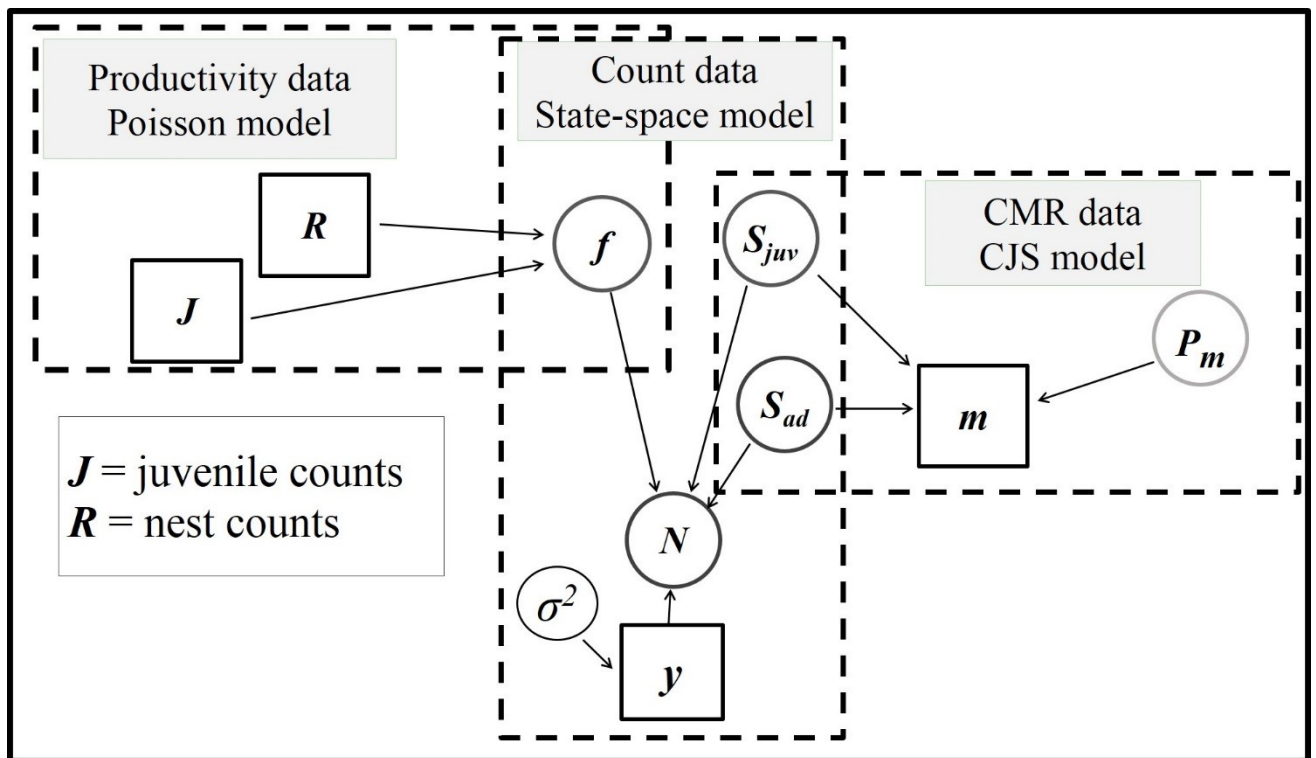 Productivity data
Poisson model
Count data
State-space model
CMR data
CJS model
R
J
f
S_juv
S_ad
P_m
m
N
σ²
y
J = juvenile counts
R = nest counts